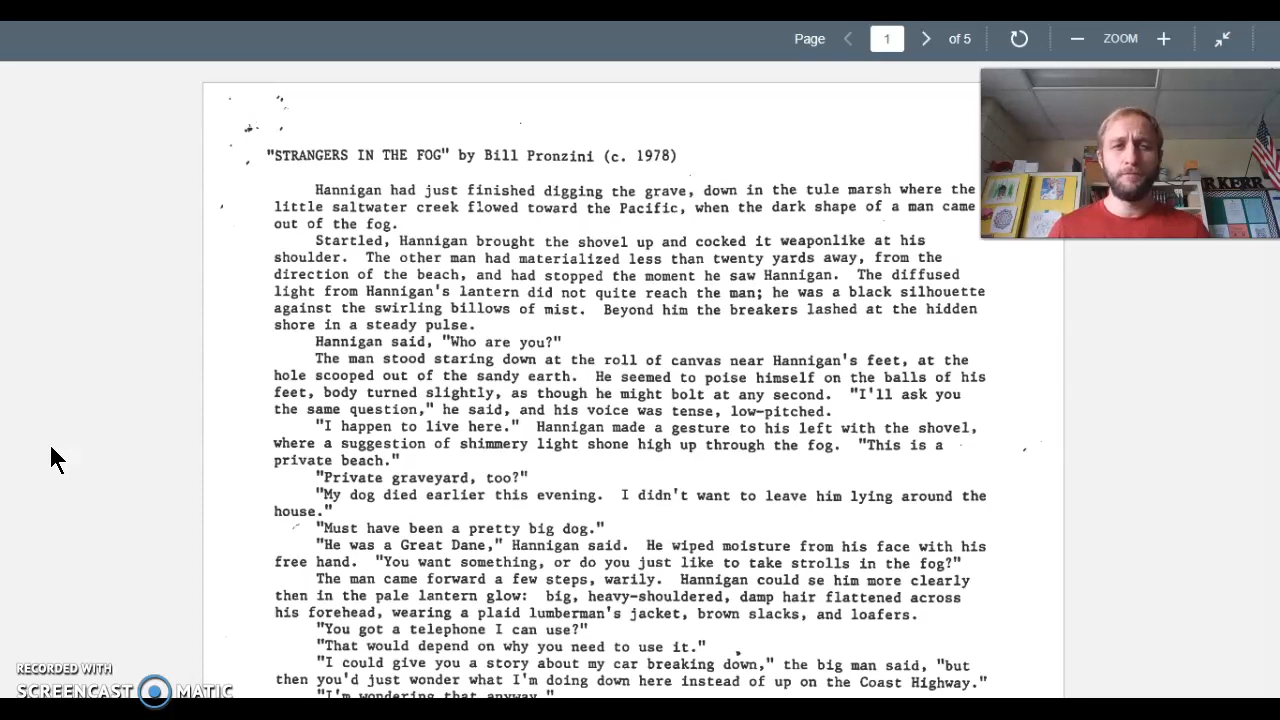 Page 1 of 5 ZOOM
"STRANGERS IN THE FOG" by Bill Pronzini (c. 1978)
Hannigan had just finished digging the grave, down in the tule marsh where the
little saltwater creek flowed toward the Pacific, when the dark shape of a man came
out of the fog.
Startled, Hannigan brought the shovel up and cocked it weaponlike at his
shoulder. The other man had materialized less than twenty yards away, from the
direction of the beach, and had stopped the moment he saw Hannigan. The diffused
light from Hannigan's lantern did not quite reach the man; he was a black silhouette
against the swirling billows of mist. Beyond him the breakers lashed at the hidden
shore in a steady pulse.
Hannigan said, "Who are you?"
The man stood staring down at the roll of canvas near Hannigan's feet, at the
hole scooped out of the sandy earth. He seemed to poise himself on the balls of his
feet, body turned slightly, as though he might bolt at any second. "I'll ask you
the same question," he said, and his voice was tense, low-pitched.
"I happen to live here." Hannigan made a gesture to his left with the shovel,
where a suggestion of shimmery light shone high up through the fog. "This is a
private beach."
"Private graveyard, too?"
"My dog died earlier this evening. I didn't want to leave him lying around the
house."
"Must have been a pretty big dog."
"He was a Great Dane," Hannigan said. He wiped moisture from his face with his
free hand. "You want something, or do you just like to take strolls in the fog?"
The man came forward a few steps, warily. Hannigan could se him more clearly
then in the pale lantern glow: big, heavy-shouldered, damp hair flattened across
his forehead, wearing a plaid lumberman's jacket, brown slacks, and loafers.
"You got a telephone I can use?"
"That would depend on why you need to use it."
"I could give you a story about my car breaking down," the big man said, "but
then you'd just wonder what I'm doing down here instead of up on the Coast Highway."
"I'm wondering that anyway."
RKERR
RECORDED WITH
SCREENCAST MATIC